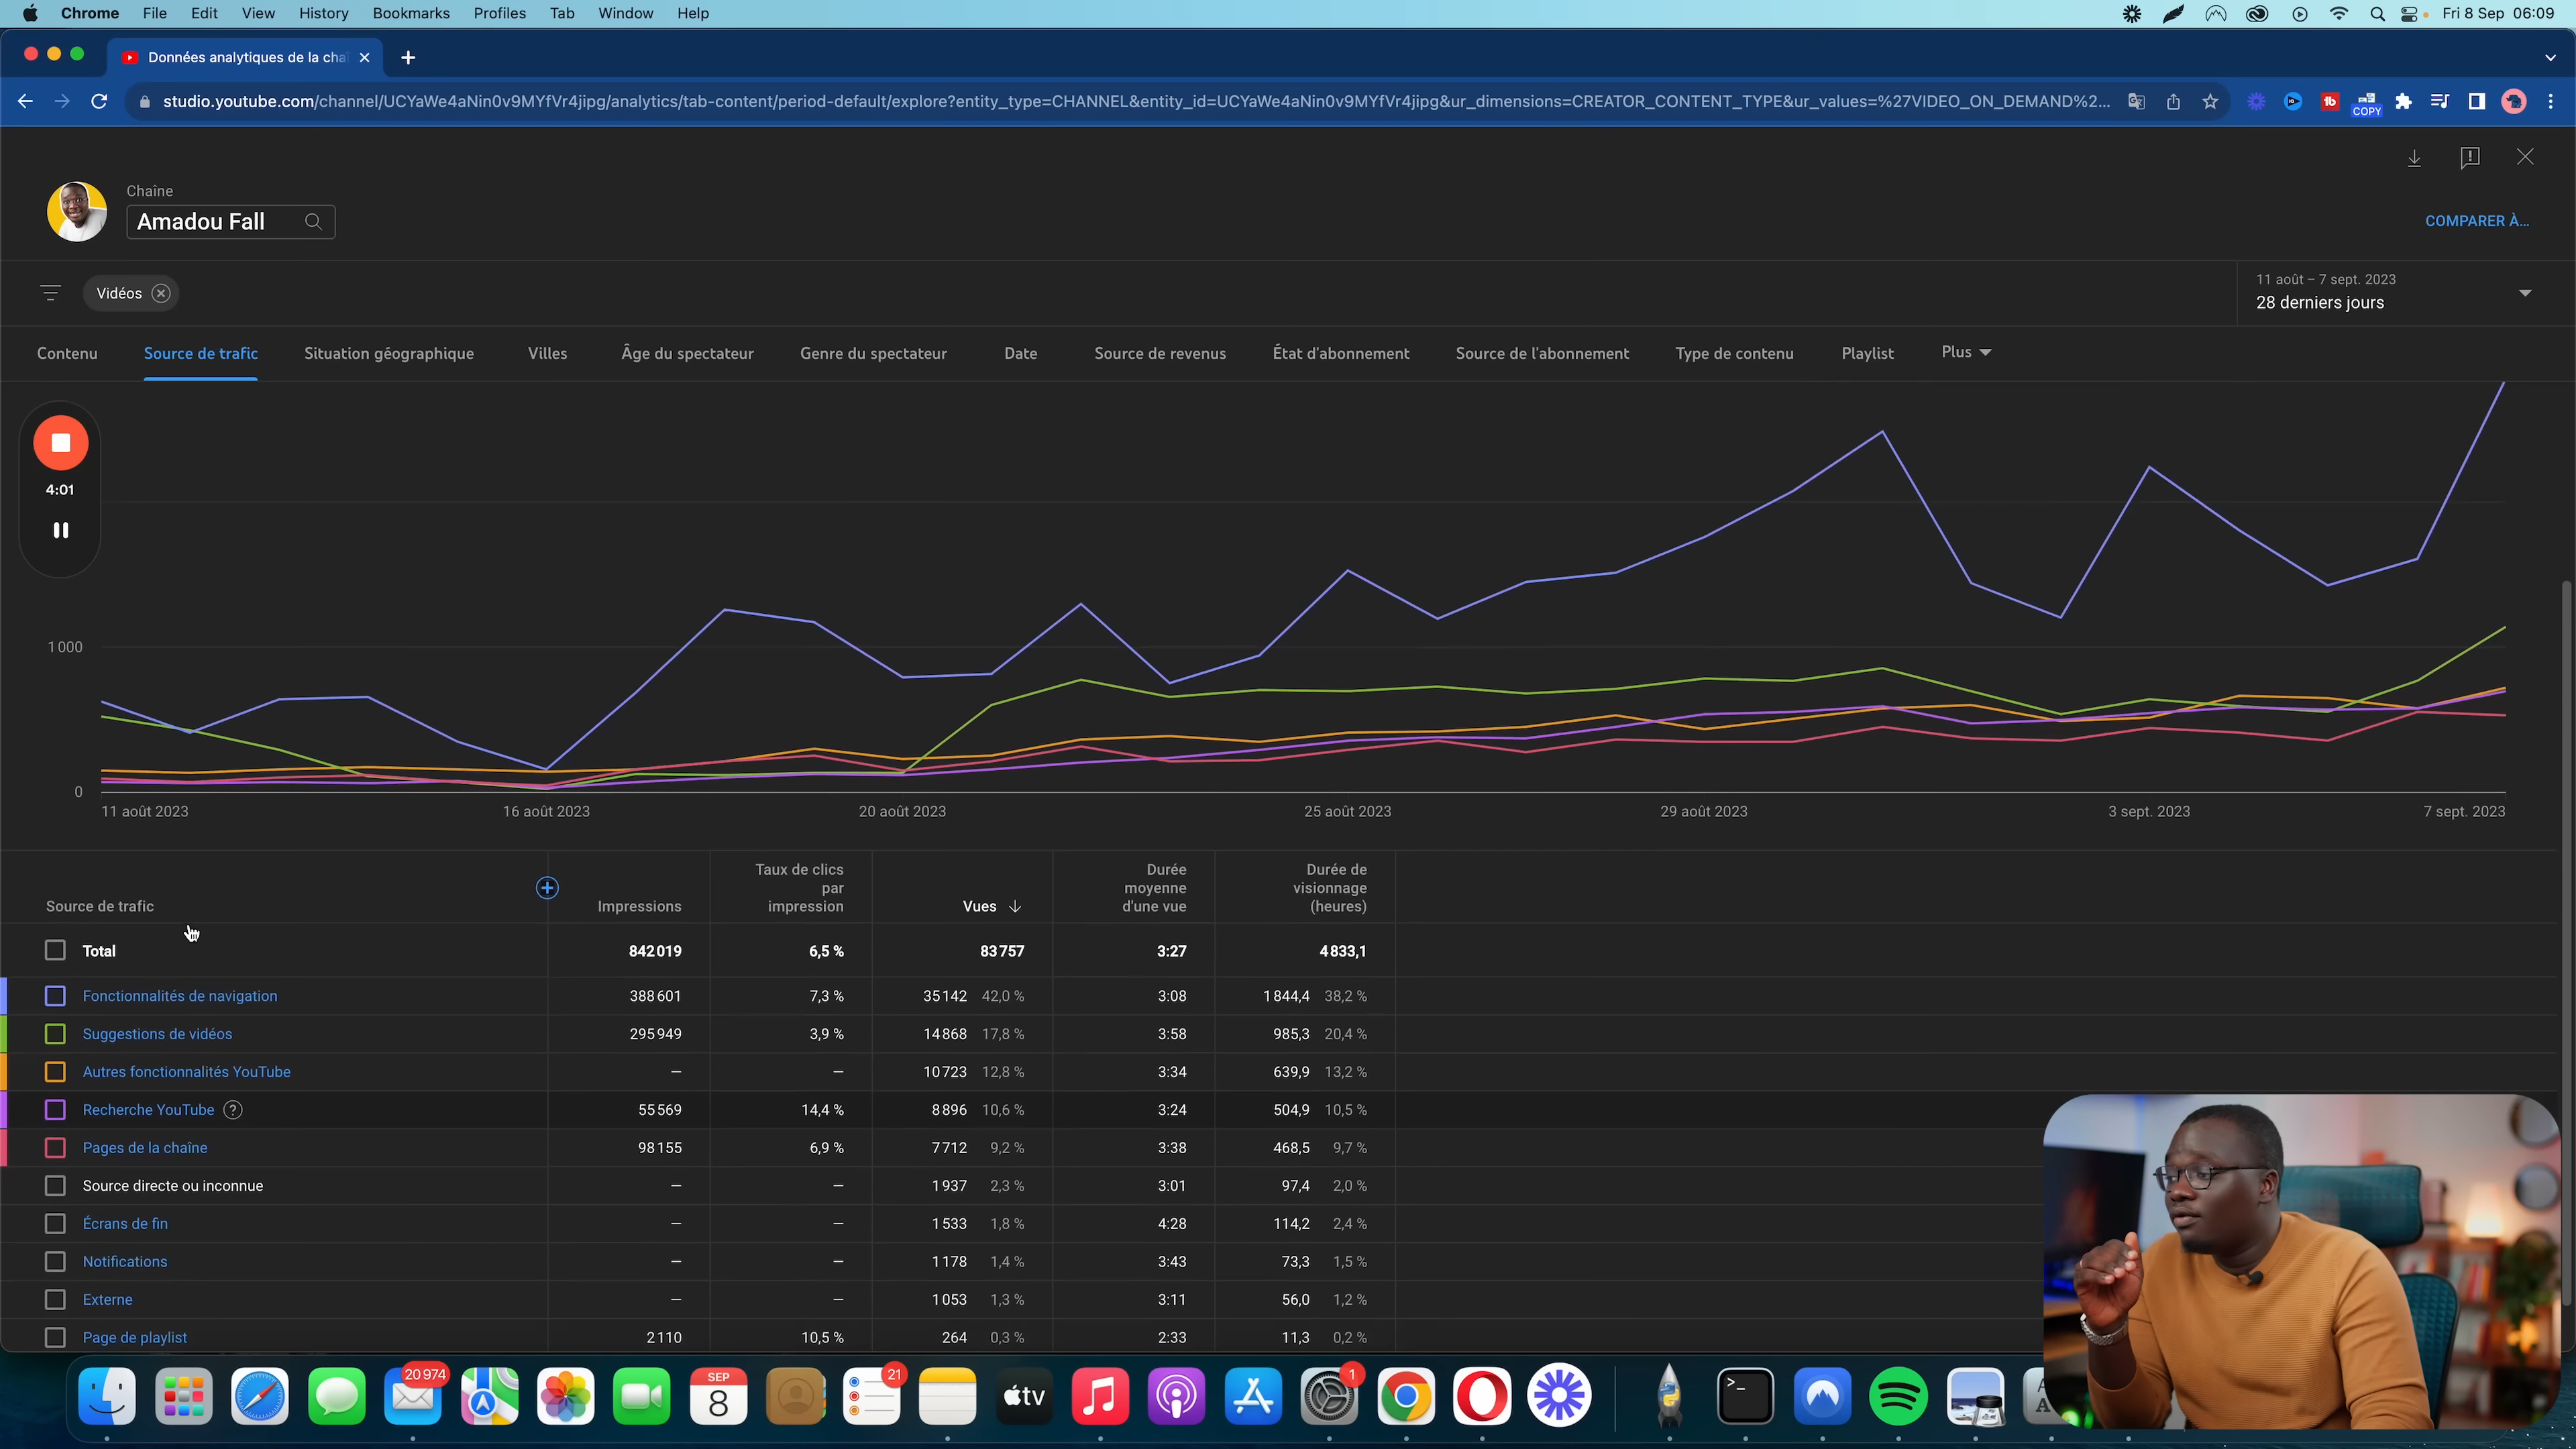 Chrome File Edit View History Bookmarks Profiles Tab Window Help Fri 8 Sep 06:09
Données analytiques de la cha
studio.youtube.com/channel/UCYaWe4aNin0v9MYfVr4jipg/analytics/tab-content/period-default/explore?entity_type=CHANNEL&entity_id=UCYaWe4aNin0v9MYfVr4jipg&ur_dimensions=CREATOR_CONTENT_TYPE&ur_values=%27VIDEO_ON_DEMAND%2...
COPY
Chaîne
Amadou Fall
COMPARER À...
Vidéos
11 août – 7 sept. 2023
28 derniers jours
Contenu Source de trafic Situation géographique Villes Âge du spectateur Genre du spectateur Date Source de revenus État d'abonnement Source de l'abonnement Type de contenu Playlist Plus
4:01
1 000
0
11 août 2023 16 août 2023 20 août 2023 25 août 2023 29 août 2023 3 sept. 2023 7 sept. 2023
Source de trafic Impressions Taux de clics par impression Vues Durée moyenne d'une vue Durée de visionnage (heures)
Total 842 019 6,5 % 83 757 3:27 4 833,1
Fonctionnalités de navigation 388 601 7,3 % 35 142 42,0 % 3:08 1 844,4 38,2 %
Suggestions de vidéos 295 949 3,9 % 14 868 17,8 % 3:58 985,3 20,4 %
Autres fonctionnalités YouTube — — 10 723 12,8 % 3:34 639,9 13,2 %
Recherche YouTube ? 55 569 14,4 % 8 896 10,6 % 3:24 504,9 10,5 %
Pages de la chaîne 98 155 6,9 % 7 712 9,2 % 3:38 468,5 9,7 %
Source directe ou inconnue — — 1 937 2,3 % 3:01 97,4 2,0 %
Écrans de fin — — 1 533 1,8 % 4:28 114,2 2,4 %
Notifications — — 1 178 1,4 % 3:43 73,3 1,5 %
Externe — — 1 053 1,3 % 3:11 56,0 1,2 %
Page de playlist 2 110 10,5 % 264 0,3 % 2:33 11,3 0,2 %
20 974 SEP 8 21 tv 1